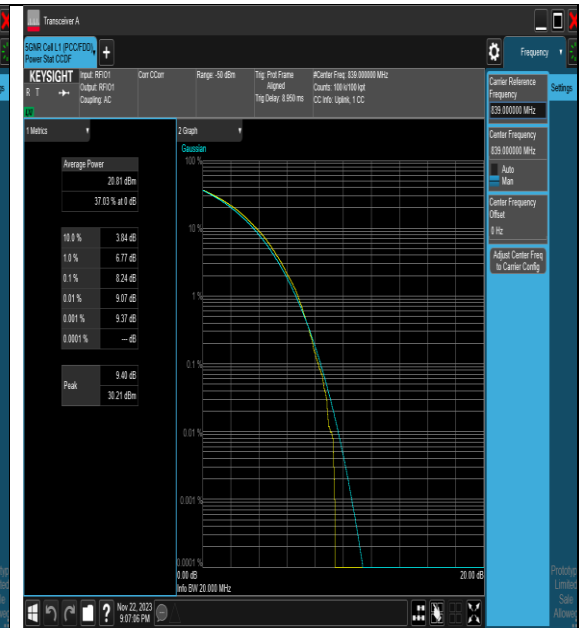 Transceiver A
5GNR Cell L1 (PCC/FDD)
Power Stat CCDF
+
Frequency
KEYSIGHT
R T
Input: RFIO1
Output: RFIO1
Coupling: AC
Corr CCorr
Range: -50 dBm
Trig: Prot Frame
Aligned
Trig Delay: 8.950 ms
#Center Freq: 839.000000 MHz
Counts: 100 k/100 kpt
CC Info: Uplink, 1 CC
1 Metrics
Average Power
20.81 dBm
37.03 % at 0 dB
10.0 % 3.84 dB
1.0 % 6.77 dB
0.1 % 8.24 dB
0.01 % 9.07 dB
0.001 % 9.37 dB
0.0001 % --- dB
Peak
9.40 dB
30.21 dBm
2 Graph
Gaussian
100 %
10 %
1 %
0.1 %
0.01 %
0.001 %
0.0001 %
0.00 dB
20.00 dB
Info BW 20.000 MHz
Carrier Reference
Frequency
839.000000 MHz
Center Frequency
839.000000 MHz
Auto
Man
Center Frequency
Offset
0 Hz
Adjust Center Freq
to Carrier Config
Settings
?
Nov 22, 2023
9:07:06 PM